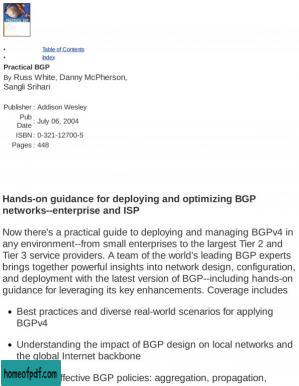 • Table of Contents
• Index
Practical BGP
By Russ White, Danny McPherson,
Sangli Srihari
Publisher : Addison Wesley
Pub
Date : July 06, 2004
ISBN : 0-321-12700-5
Pages : 448
Hands-on guidance for deploying and optimizing BGP
networks--enterprise and ISP
Now there's a practical guide to deploying and managing BGPv4 in
any environment--from small enterprises to the largest Tier 2 and
Tier 3 service providers. A team of the world's leading BGP experts
brings together powerful insights into network design, configuration,
and deployment with the latest version of BGP--including hands-on
guidance for leveraging its key enhancements. Coverage includes
• Best practices and diverse real-world scenarios for applying
BGPv4
• Understanding the impact of BGP design on local networks and
the global Internet backbone
effective BGP policies: aggregation, propagation,
homeofpdf.com